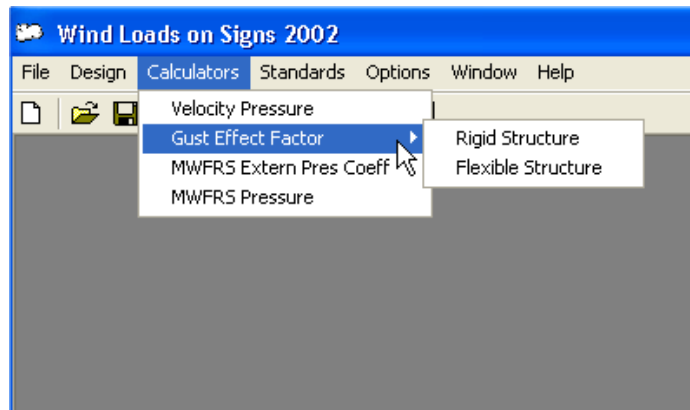 Wind Loads on Signs 2002
File Design Calculators Standards Options Window Help
Velocity Pressure
Gust Effect Factor
Rigid Structure
MWFRS Extern Pres Coeff
Flexible Structure
MWFRS Pressure